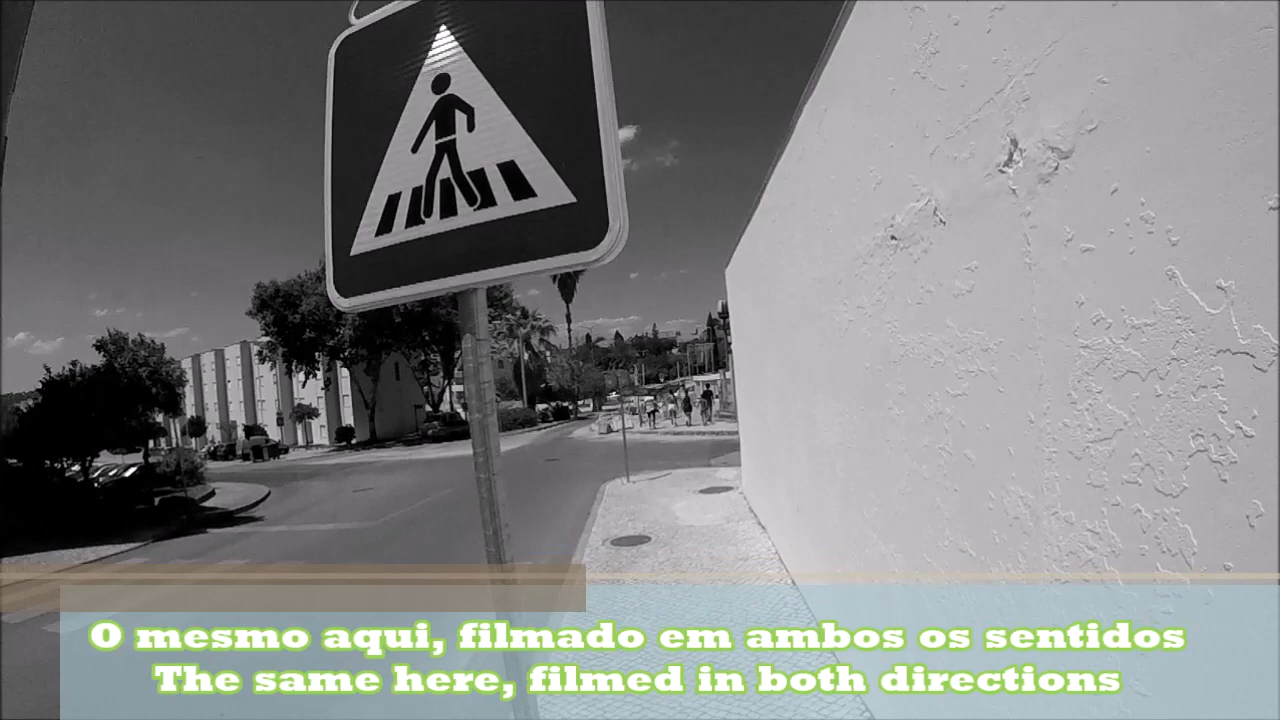 O mesmo aqui, filmado em ambos os sentidos
The same here, filmed in both directions